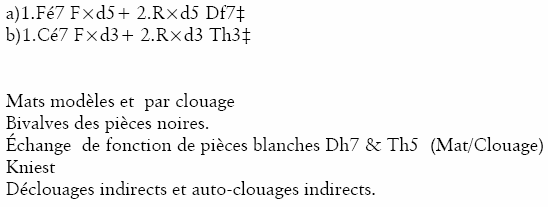 a)1.Fé7 F×d5+ 2.R×d5 Df7‡
b)1.Cé7 F×d3+ 2.R×d3 Th3‡
Mats modèles et par clouage
Bivalves des pièces noires.
Échange de fonction de pièces blanches Dh7 & Th5 (Mat/Clouage)
Kniest
Déclouages indirects et auto-clouages indirects.